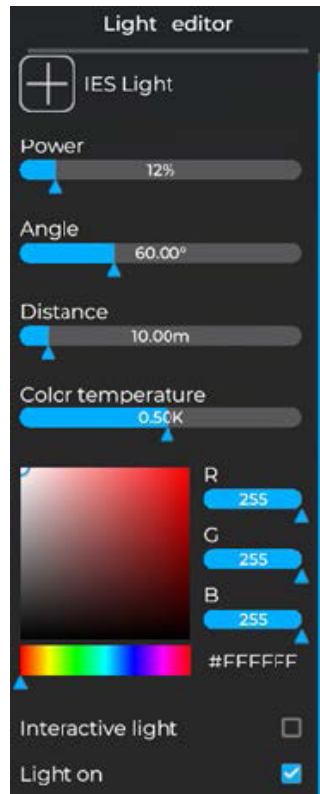 Light editor
IES Light
Power
12%
Angle
60.00°
Distance
10.00m
Color temperature
0.50K
R
255
G
255
B
255
#FFFFFF
Interactive light
Light on